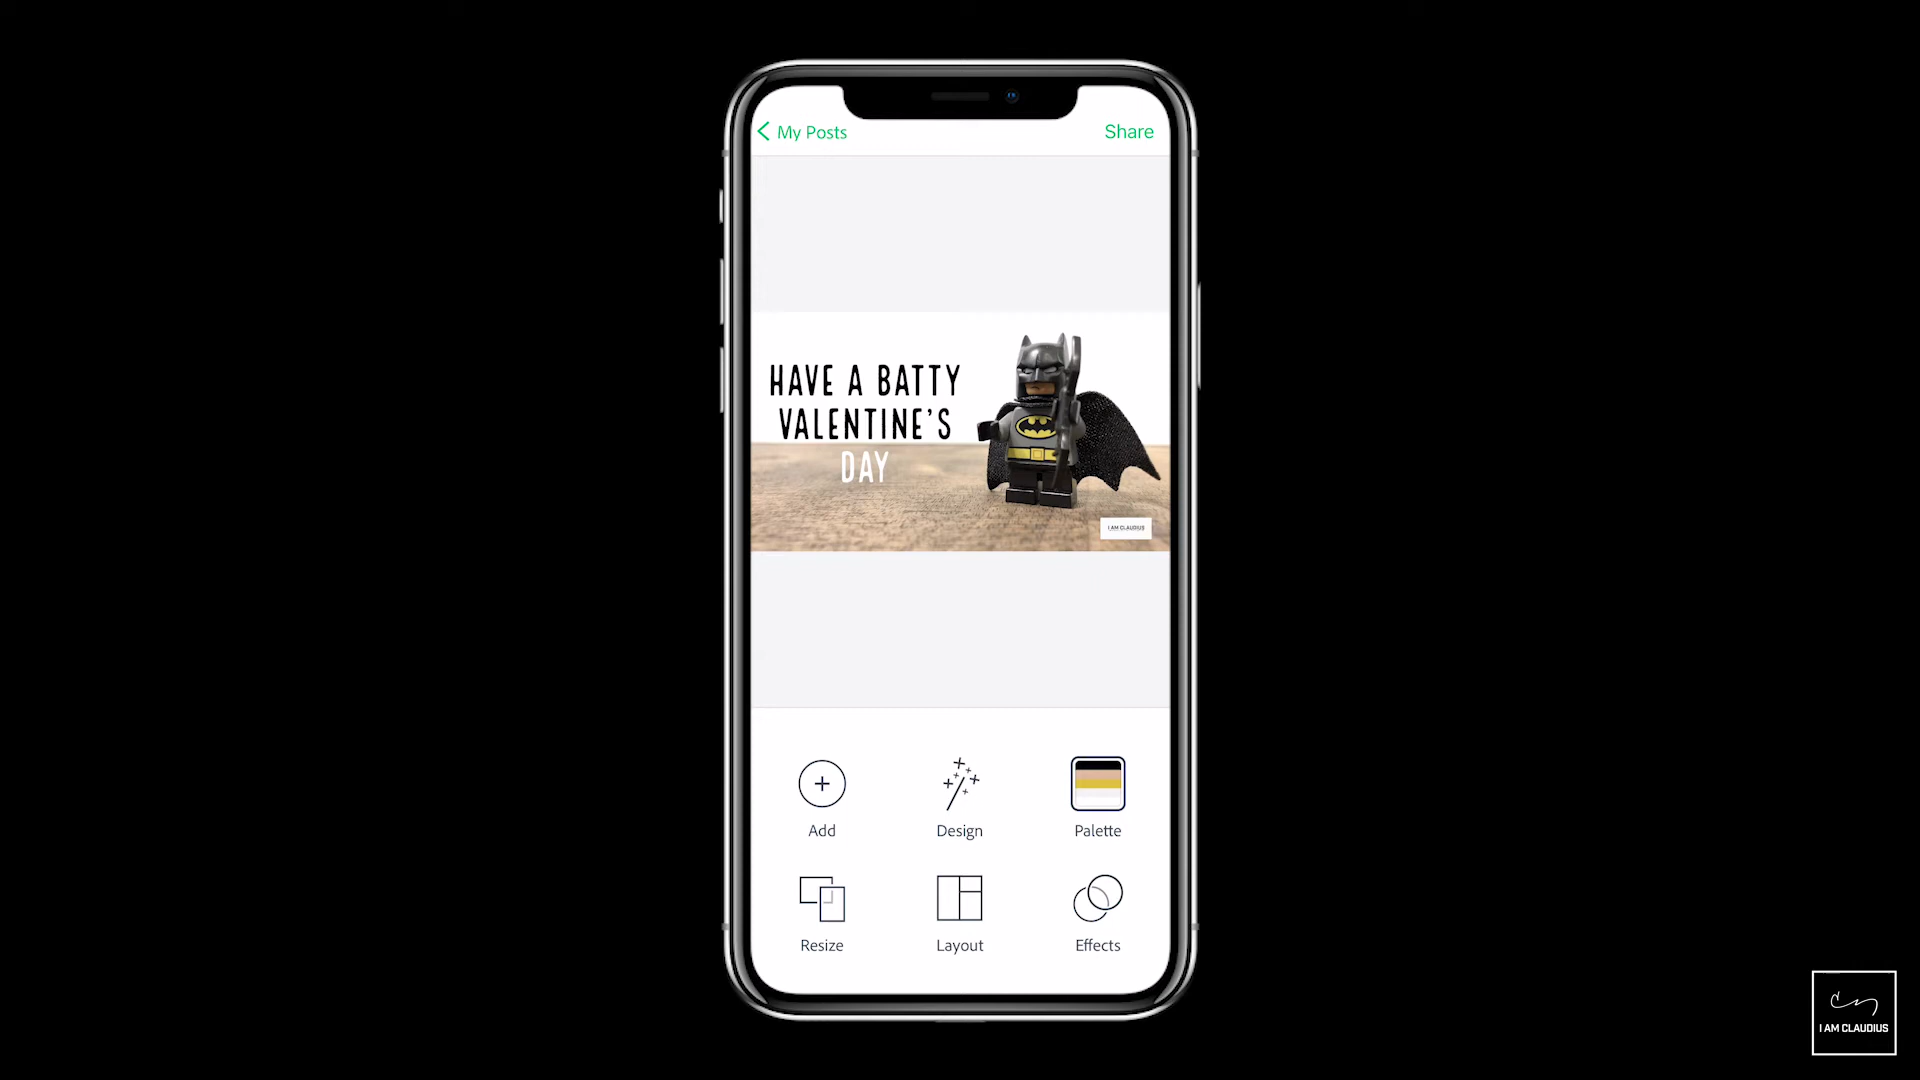 My Posts
Share
HAVE A BATTY
VALENTINE'S
DAY
I AM CLAUDIUS
Add
Design
Palette
Resize
Layout
Effects
I AM CLAUDIUS